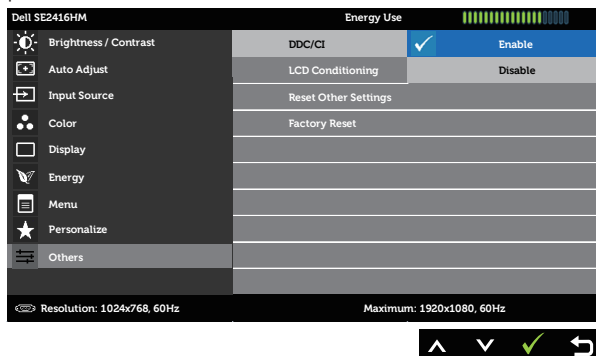 Dell SE2416HM Energy Use
Brightness / Contrast DDC/CI Enable
Auto Adjust LCD Conditioning Disable
Input Source Reset Other Settings
Color Factory Reset
Display
Energy
Menu
Personalize
Others
Resolution: 1024x768, 60Hz Maximum: 1920x1080, 60Hz